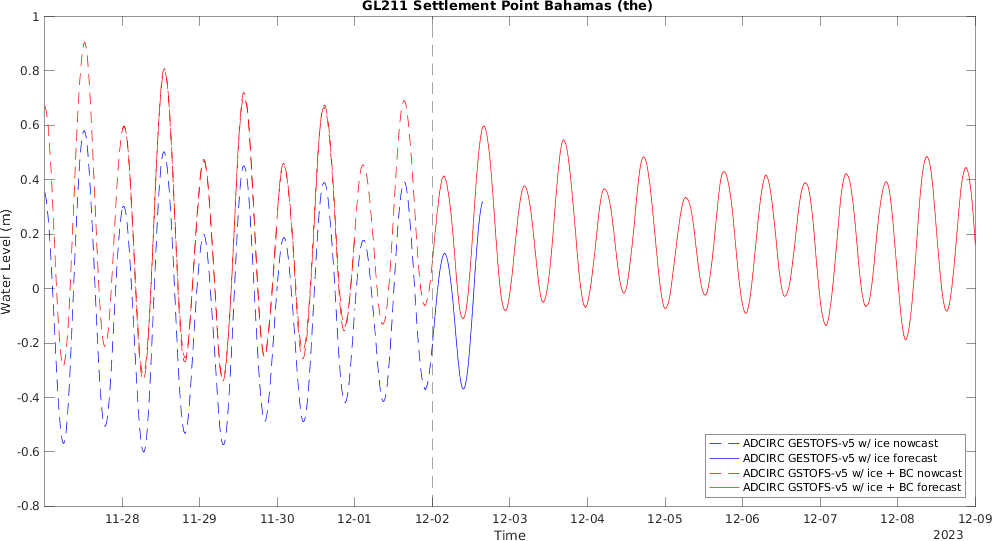 GL211 Settlement Point Bahamas (the)
Water Level (m)
1
0.8
0.6
0.4
0.2
0
-0.2
-0.4
-0.6
-0.8
ADCIRC GESTOFS-v5 w/ ice nowcast
ADCIRC GESTOFS-v5 w/ ice forecast
ADCIRC GSTOFS-v5 w/ ice + BC nowcast
ADCIRC GSTOFS-v5 w/ ice + BC forecast
11-28 11-29 11-30 12-01 12-02 12-03 12-04 12-05 12-06 12-07 12-08 12-09
Time
2023